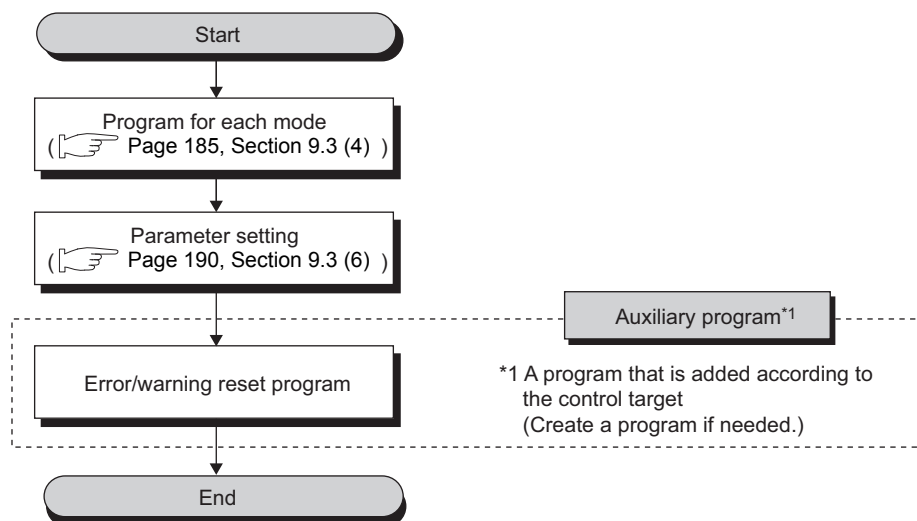 Start
Program for each mode
( Page 185, Section 9.3 (4) )
Parameter setting
( Page 190, Section 9.3 (6) )
Auxiliary program*1
Error/warning reset program
*1 A program that is added according to
the control target
(Create a program if needed.)
End